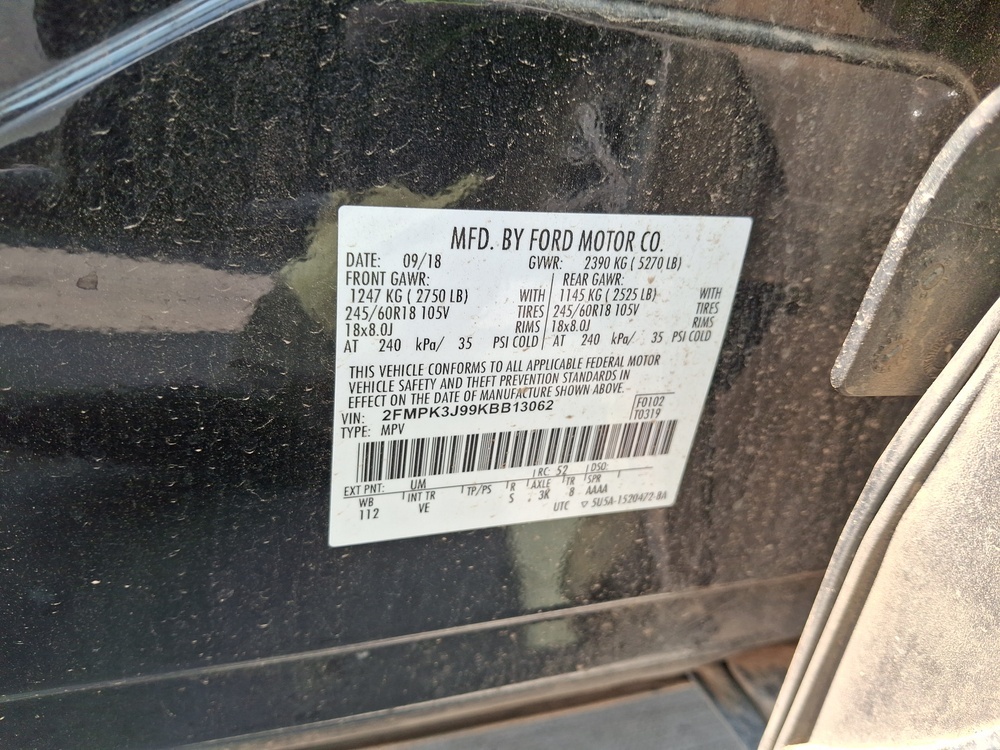 MFD. BY FORD MOTOR CO.
DATE: 09/18 GVWR: 2390 KG ( 5270 LB)
FRONT GAWR: REAR GAWR:
1247 KG ( 2750 LB) WITH 1145 KG ( 2525 LB) WITH
245/60R18 105V TIRES 245/60R18 105V TIRES
18x8.0J RIMS 18x8.0J RIMS
AT 240 kPa/ 35 PSI COLD AT 240 kPa/ 35 PSI COLD
THIS VEHICLE CONFORMS TO ALL APPLICABLE FEDERAL MOTOR
VEHICLE SAFETY AND THEFT PREVENTION STANDARDS IN
EFFECT ON THE DATE OF MANUFACTURE SHOWN ABOVE.
VIN: 2FMPK3J99KBB13062 F0102
TYPE: MPV T0319
EXT PNT: UM RC: 52 DSO:
WB INT TR TP/PS R AXLE TR SPR
112 VE S 3K 8 AAAA
UTC ▽ 5U5A-1520472-BA